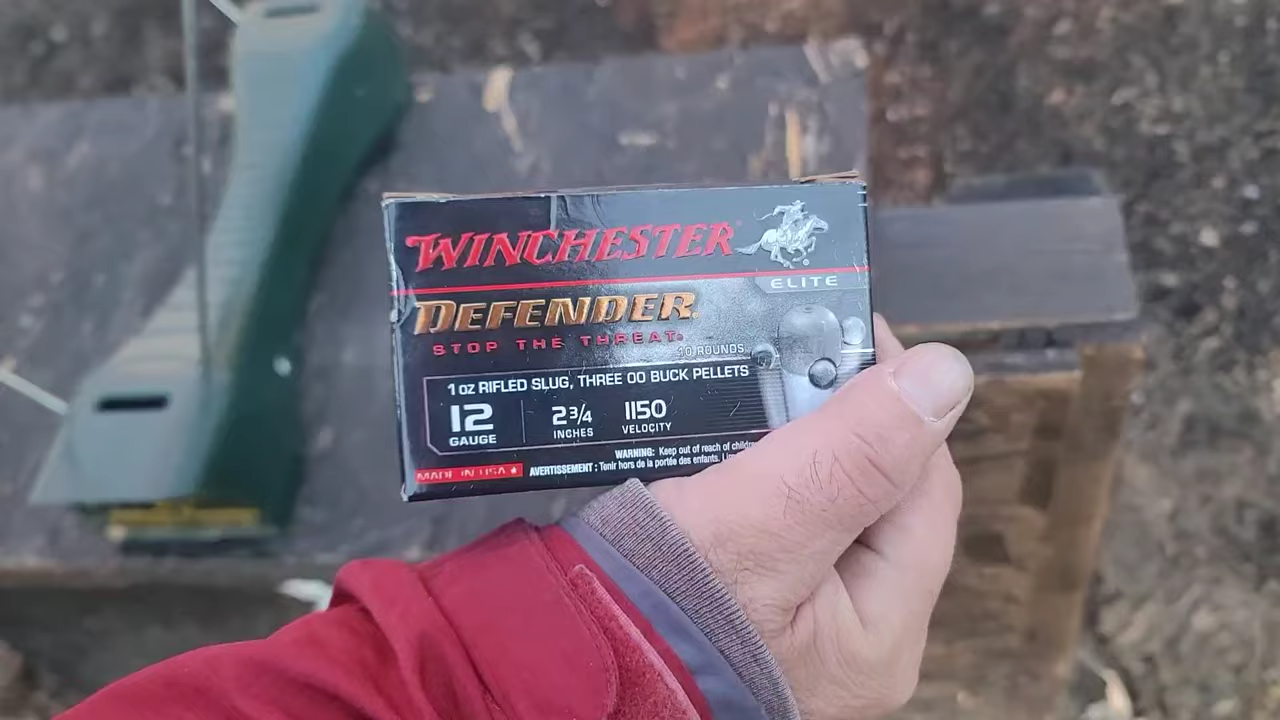 WINCHESTER
ELITE
DEFENDER®
STOP THE THREAT
10 ROUNDS
1 oz RIFLED SLUG, THREE 00 BUCK PELLETS
12 GAUGE
2 3/4 INCHES
1150 VELOCITY
WARNING: Keep out of reach of
MADE IN USA
AVERTISSEMENT : Tenir hors de la portée des enfants.